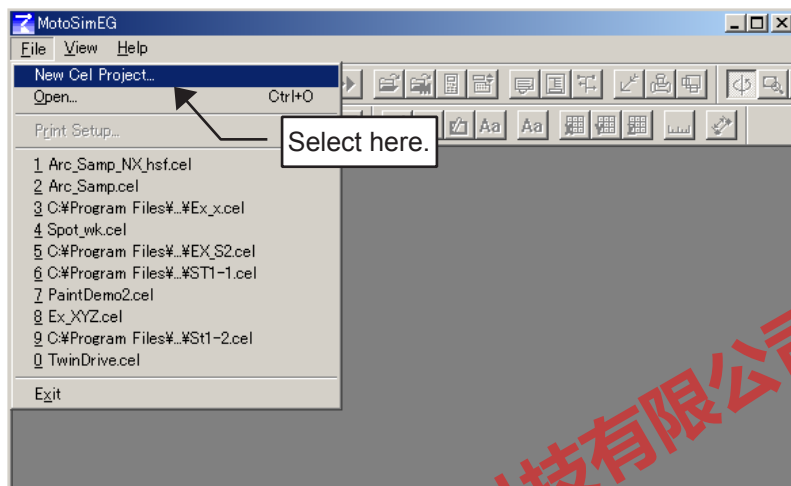 MotoSimEG
File View Help
New Cel Project...
Open... Ctrl+O
Print Setup...
Select here.
Aa Aa
1 Arc_Samp_NX_hsf.cel
2 Arc_Samp.cel
3 C:¥Program Files¥...¥Ex_x.cel
4 Spot_wk.cel
5 C:¥Program Files¥...¥EX_S2.cel
6 C:¥Program Files¥...¥ST1-1.cel
7 PaintDemo2.cel
8 Ex_XYZ.cel
9 C:¥Program Files¥...¥St1-2.cel
0 TwinDrive.cel
Exit
科技有限公司